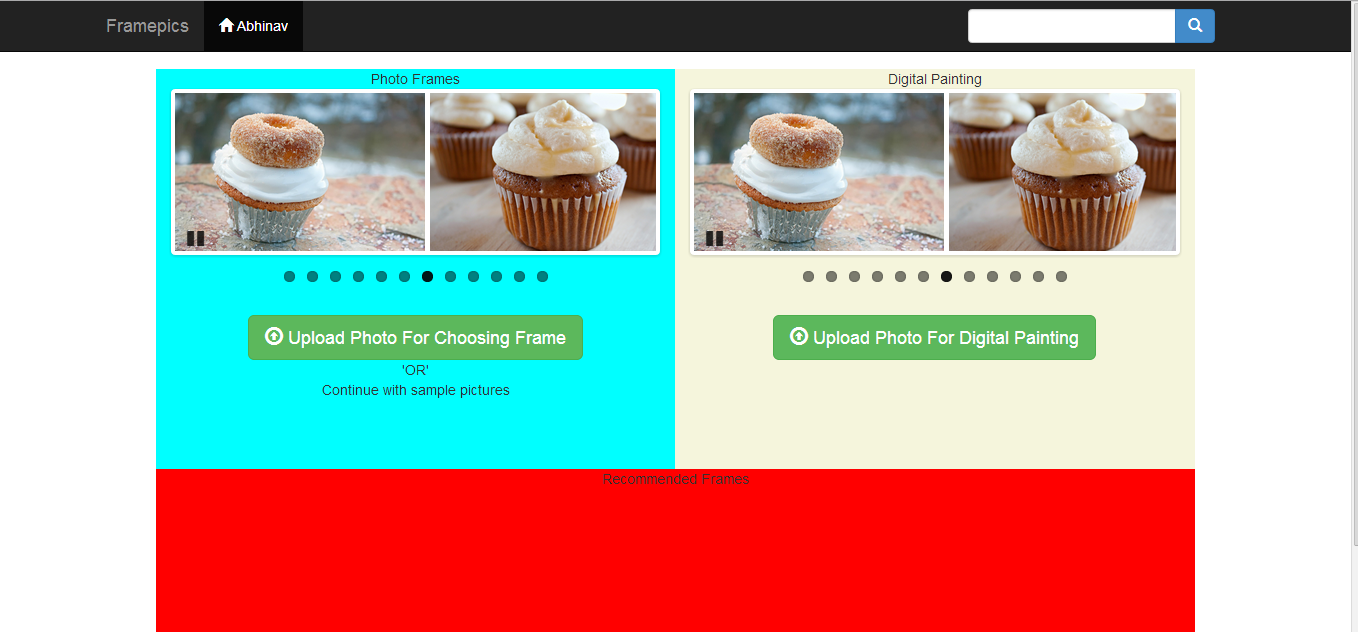 Framepics
Abhinav
Photo Frames
Digital Painting
Upload Photo For Choosing Frame
Upload Photo For Digital Painting
'OR'
Continue with sample pictures
Recommended Frames